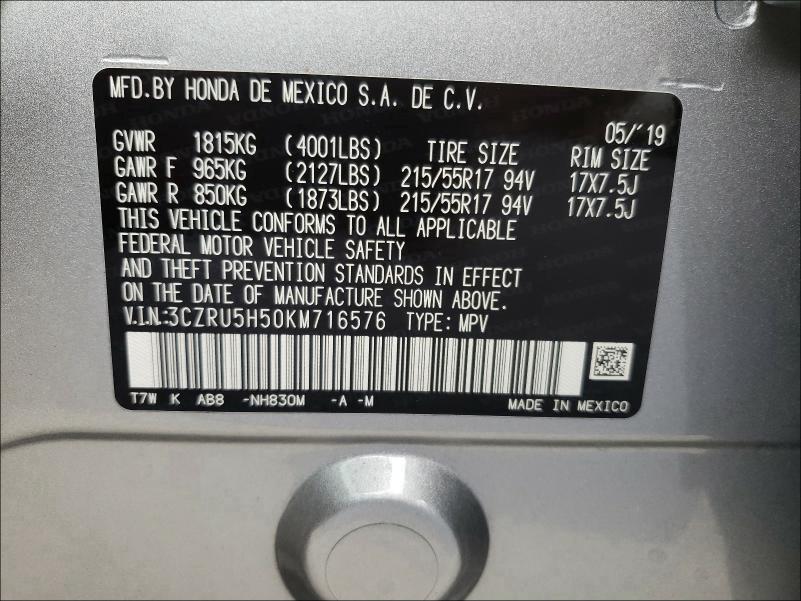 MFD.BY HONDA DE MEXICO S.A. DE C.V.
05/'19
GVWR 1815KG (4001LBS) TIRE SIZE RIM SIZE
GAWR F 965KG (2127LBS) 215/55R17 94V 17X7.5J
GAWR R 850KG (1873LBS) 215/55R17 94V 17X7.5J
THIS VEHICLE CONFORMS TO ALL APPLICABLE
FEDERAL MOTOR VEHICLE SAFETY
AND THEFT PREVENTION STANDARDS IN EFFECT
ON THE DATE OF MANUFACTURE SHOWN ABOVE.
V.I.N.:3CZRU5H50KM716576 TYPE: MPV
T7W K AB8 -NH830M -A -M
MADE IN MEXICO